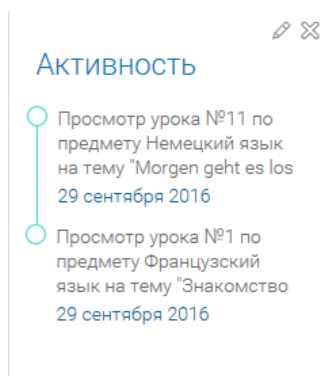 Активность
Просмотр урока №11 по
предмету Немецкий язык
на тему "Morgen geht es los
29 сентября 2016
Просмотр урока №1 по
предмету Французский
язык на тему "Знакомство
29 сентября 2016